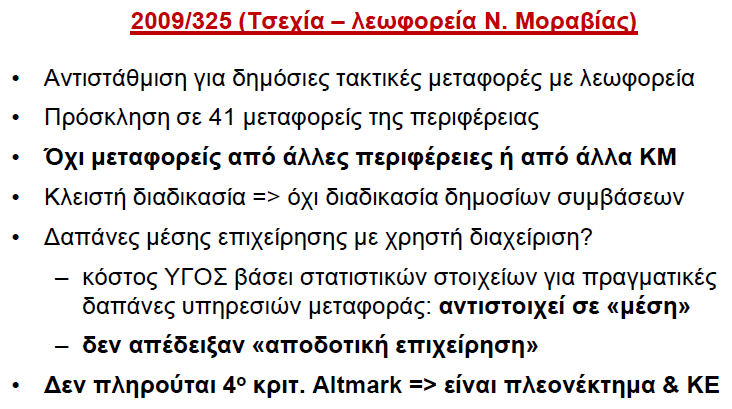 2009/325 (Τσεχία – λεωφορεία Ν. Μοραβίας)
• Αντιστάθμιση για δημόσιες τακτικές μεταφορές με λεωφορεία
• Πρόσκληση σε 41 μεταφορείς της περιφέρειας
• Όχι μεταφορείς από άλλες περιφέρειες ή από άλλα ΚΜ
• Κλειστή διαδικασία => όχι διαδικασία δημοσίων συμβάσεων
• Δαπάνες μέσης επιχείρησης με χρηστή διαχείριση?
– κόστος ΥΓΟΣ βάσει στατιστικών στοιχείων για πραγματικές
δαπάνες υπηρεσιών μεταφοράς: αντιστοιχεί σε «μέση»
– δεν απέδειξαν «αποδοτική επιχείρηση»
• Δεν πληρούται 4º κριτ. Altmark => είναι πλεονέκτημα & ΚΕ